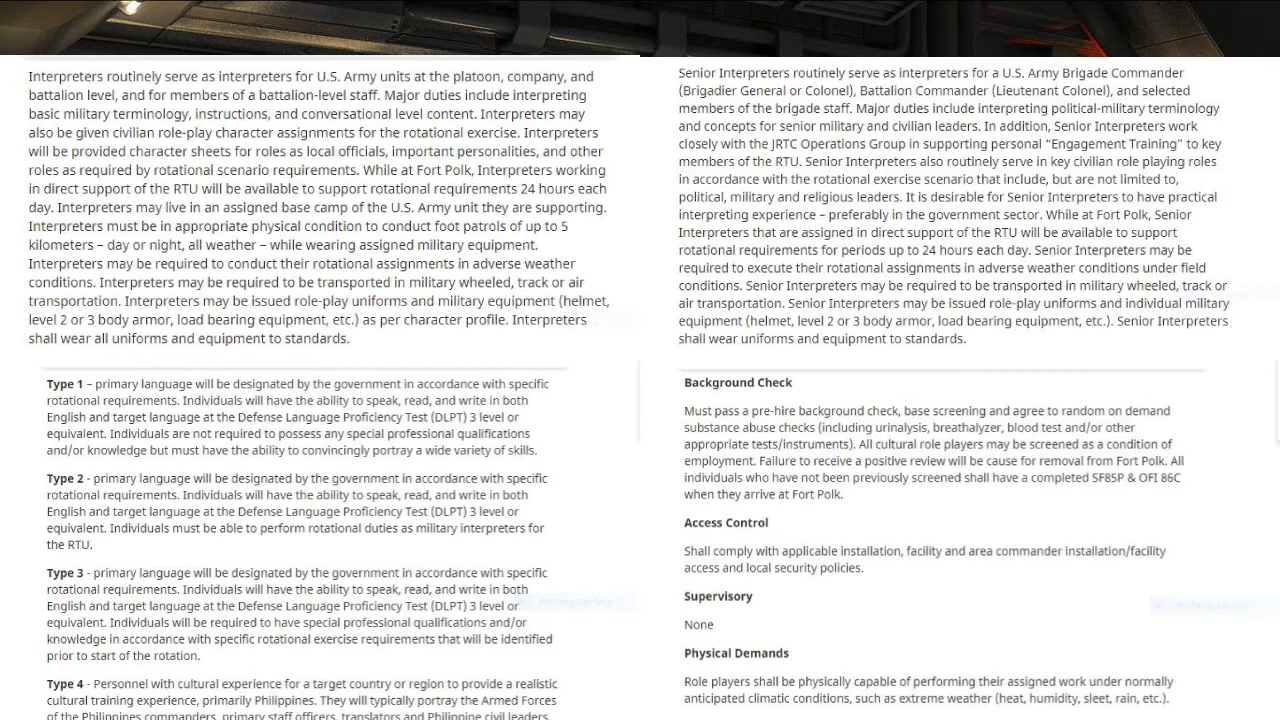 Interpreters routinely serve as interpreters for U.S. Army units at the platoon, company, and
battalion level, and for members of a battalion-level staff. Major duties include interpreting
basic military terminology, instructions, and conversational level content. Interpreters may
also be given civilian role-play character assignments for the rotational exercise. Interpreters
will be provided character sheets for roles as local officials, important personalities, and other
roles as required by rotational scenario requirements. While at Fort Polk, Interpreters working
in direct support of the RTU will be available to support rotational requirements 24 hours each
day. Interpreters may live in an assigned base camp of the U.S. Army unit they are supporting.
Interpreters must be in appropriate physical condition to conduct foot patrols of up to 5
kilometers – day or night, all weather – while wearing assigned military equipment.
Interpreters may be required to conduct their rotational assignments in adverse weather
conditions. Interpreters may be required to be transported in military wheeled, track or air
transportation. Interpreters may be issued role-play uniforms and military equipment (helmet,
level 2 or 3 body armor, load bearing equipment, etc.) as per character profile. Interpreters
shall wear all uniforms and equipment to standards.
Type 1 – primary language will be designated by the government in accordance with specific
rotational requirements. Individuals will have the ability to speak, read, and write in both
English and target language at the Defense Language Proficiency Test (DLPT) 3 level or
equivalent. Individuals are not required to possess any special professional qualifications
and/or knowledge but must have the ability to convincingly portray a wide variety of skills.
Type 2 - primary language will be designated by the government in accordance with specific
rotational requirements. Individuals will have the ability to speak, read, and write in both
English and target language at the Defense Language Proficiency Test (DLPT) 3 level or
equivalent. Individuals must be able to perform rotational duties as military interpreters for
the RTU.
Type 3 - primary language will be designated by the government in accordance with specific
rotational requirements. Individuals will have the ability to speak, read, and write in both
English and target language at the Defense Language Proficiency Test (DLPT) 3 level or
equivalent. Individuals will be required to have special professional qualifications and/or
knowledge in accordance with specific rotational exercise requirements that will be identified
prior to start of the rotation.
Type 4 - Personnel with cultural experience for a target country or region to provide a realistic
cultural training experience, primarily Philippines. They will typically portray the Armed Forces
of the Philippines commanders, primary staff officers, translators and Philippine civil leaders.
Senior Interpreters routinely serve as interpreters for a U.S. Army Brigade Commander
(Brigadier General or Colonel), Battalion Commander (Lieutenant Colonel), and selected
members of the brigade staff. Major duties include interpreting political-military terminology
and concepts for senior military and civilian leaders. In addition, Senior Interpreters work
closely with the JRTC Operations Group in supporting personal “Engagement Training” to key
members of the RTU. Senior Interpreters also routinely serve in key civilian role playing roles
in accordance with the rotational exercise scenario that include, but are not limited to,
political, military and religious leaders. It is desirable for Senior Interpreters to have practical
interpreting experience – preferably in the government sector. While at Fort Polk, Senior
Interpreters that are assigned in direct support of the RTU will be available to support
rotational requirements for periods up to 24 hours each day. Senior Interpreters may be
required to execute their rotational assignments in adverse weather conditions under field
conditions. Senior Interpreters may be required to be transported in military wheeled, track or
air transportation. Senior Interpreters may be issued role-play uniforms and individual military
equipment (helmet, level 2 or 3 body armor, load bearing equipment, etc.). Senior Interpreters
shall wear uniforms and equipment to standards.
Background Check
Must pass a pre-hire background check, base screening and agree to random on demand
substance abuse checks (including urinalysis, breathalyzer, blood test and/or other
appropriate tests/instruments). All cultural role players may be screened as a condition of
employment. Failure to receive a positive review will be cause for removal from Fort Polk. All
individuals who have not been previously screened shall have a completed SF85P & OFI 86C
when they arrive at Fort Polk.
Access Control
Shall comply with applicable installation, facility and area commander installation/facility
access and local security policies.
Supervisory
None
Physical Demands
Role players shall be physically capable of performing their assigned work under normally
anticipated climatic conditions, such as extreme weather (heat, humidity, sleet, rain, etc.).